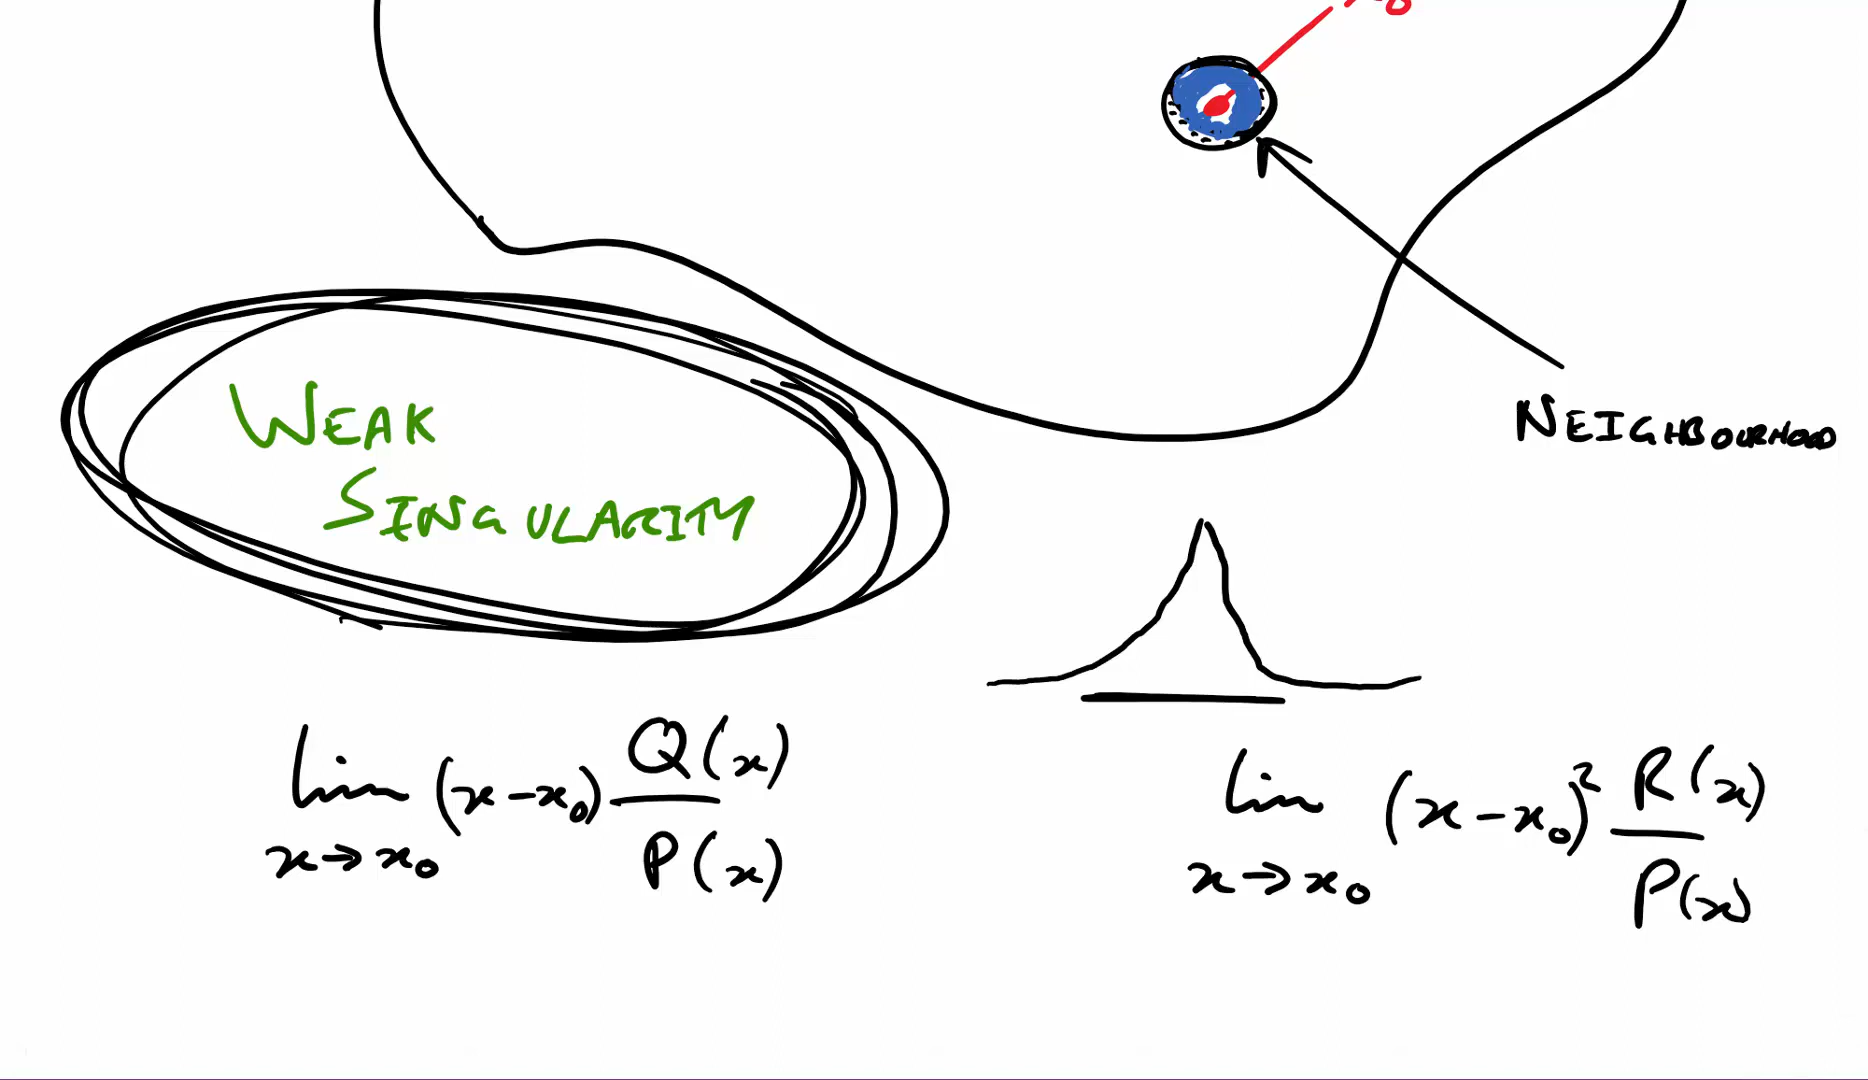 WEAK
SINGULARITY
NEIGHBOURHOOD
lim (x-x₀) Q(x)/P(x)
x→x₀
lim (x-x₀)² R(x)/P(x)
x→x₀